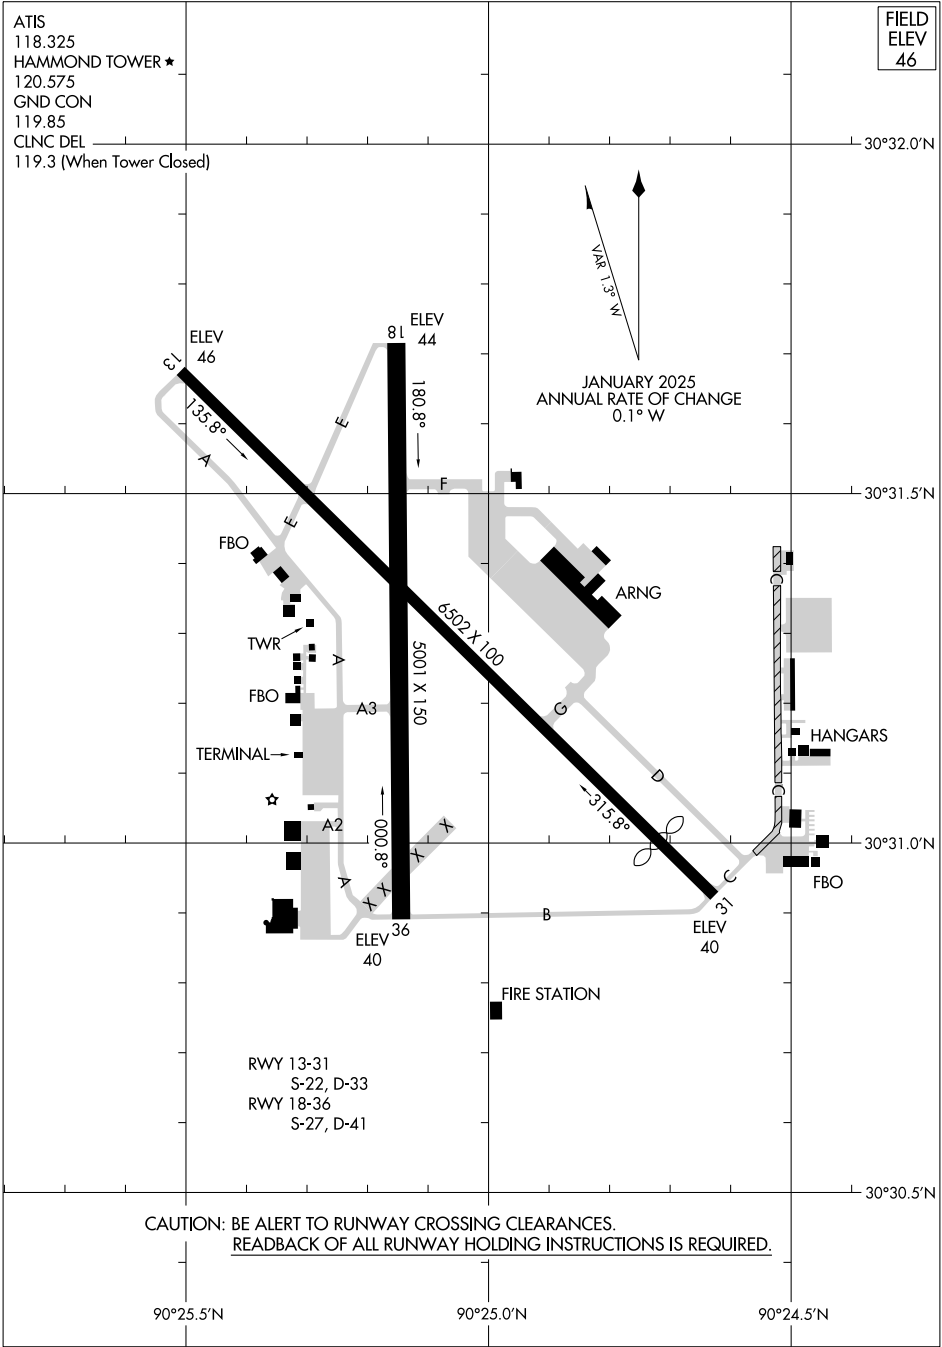 ATIS
118.325
HAMMOND TOWER ★
120.575
GND CON
119.85
CLNC DEL
119.3 (When Tower Closed)
FIELD
ELEV
46
30°32.0'N
VAR 1.3° W
JANUARY 2025
ANNUAL RATE OF CHANGE
0.1° W
13
ELEV
46
18
ELEV
44
135.8°
180.8°
E
A
F
30°31.5'N
E
FBO
C
ARNG
TWR
6502 X 100
5001 X 150
A
FBO
A3
G
TERMINAL
HANGARS
D
C
315.8°
000.8°
A2
X
X
X
X
30°31.0'N
A
C
FBO
B
31
36
ELEV
40
ELEV
40
FIRE STATION
RWY 13-31
S-22, D-33
RWY 18-36
S-27, D-41
30°30.5'N
CAUTION: BE ALERT TO RUNWAY CROSSING CLEARANCES.
READBACK OF ALL RUNWAY HOLDING INSTRUCTIONS IS REQUIRED.
90°25.5'N
90°25.0'N
90°24.5'N